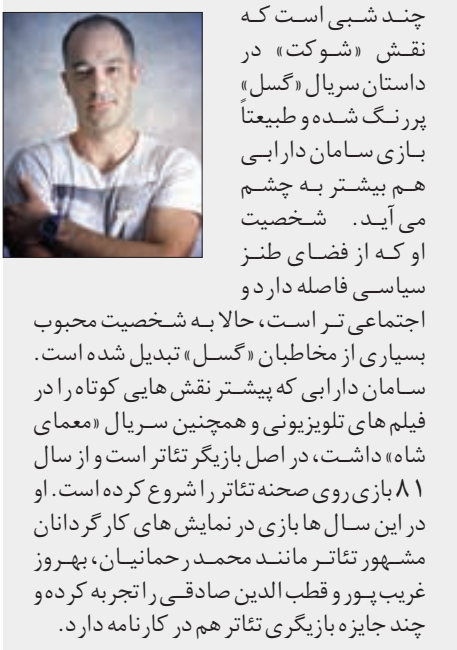 چند شبی است که
نقش «شوکت» در
داستان سریال «گسل»
پررنگ شده و طبیعتاً
بازی سامان دارابی
هم بیشتر به چشم
می‌آید. شخصیت
او که از فضای طنز
سیاسی فاصله دارد و
اجتماعی‌تر است، حالا به شخصیت محبوب
بسیاری از مخاطبان «گسل» تبدیل شده است.
سامان دارابی که پیشتر نقش‌هایی کوتاه را در
فیلم‌های تلویزیونی و همچنین سریال «معمای
شاه» داشت، در اصل بازیگر تئاتر است و از سال
۸۱ بازی روی صحنه تئاتر را شروع کرده است. او
در این سال‌ها بازی در نمایش‌های کارگردانان
مشهور تئاتر مانند محمد رحمانیان، بهروز
غریب‌پور و قطب‌الدین صادقی را تجربه کرده و
چند جایزه بازیگری تئاتر هم در کارنامه دارد.